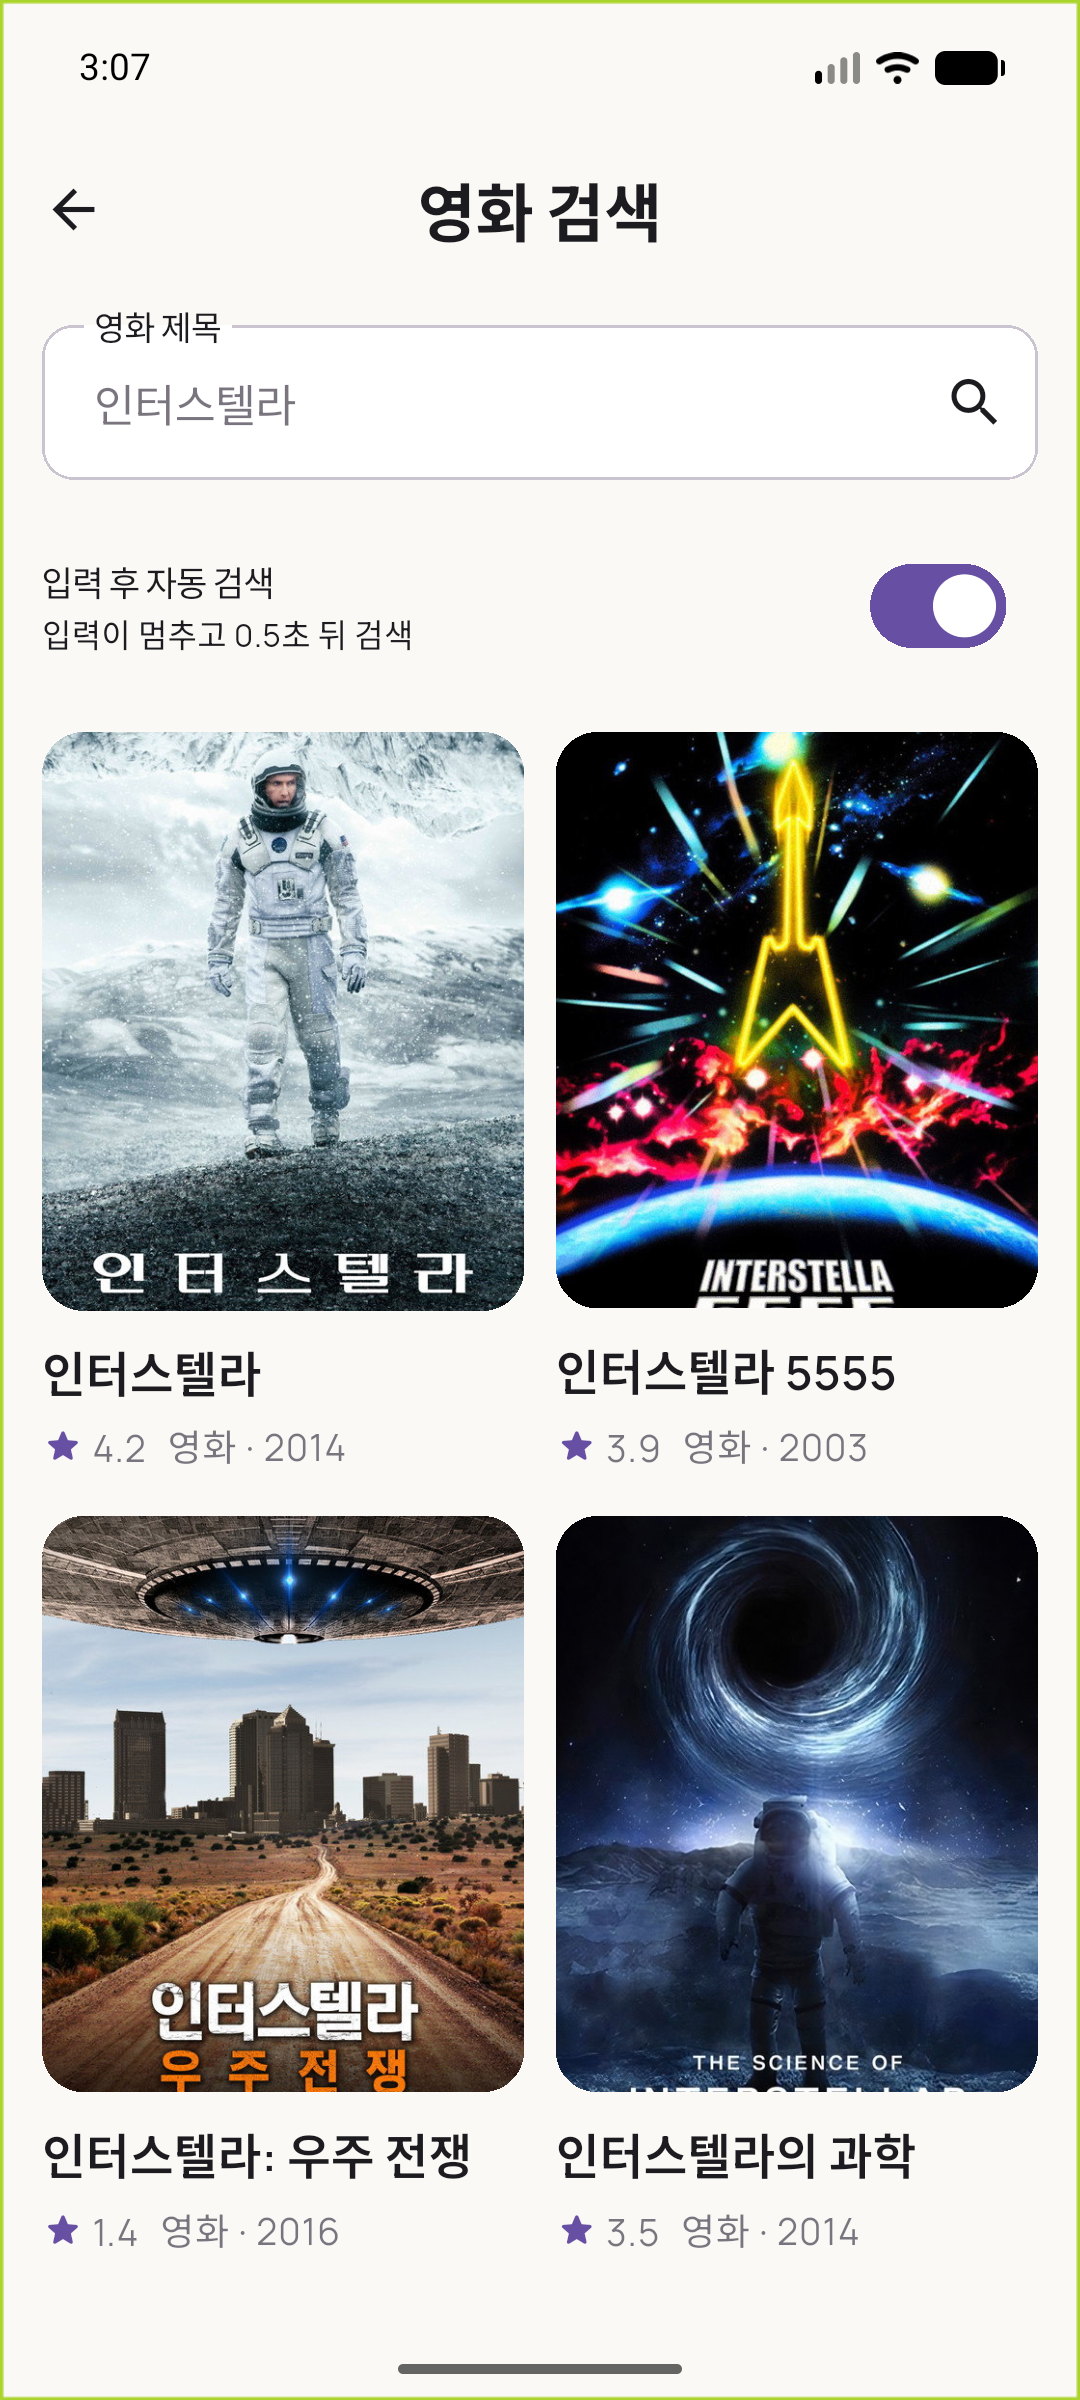 3:07
영화 검색
영화 제목
인터스텔라
입력 후 자동 검색
입력이 멈추고 0.5초 뒤 검색
인터스텔라
INTERSTELLA
5555
인터스텔라
인터스텔라 5555
4.2 영화 · 2014
3.9 영화 · 2003
인터스텔라
우주전쟁
THE SCIENCE OF
INTERSTELLAR
인터스텔라: 우주 전쟁
인터스텔라의 과학
1.4 영화 · 2016
3.5 영화 · 2014